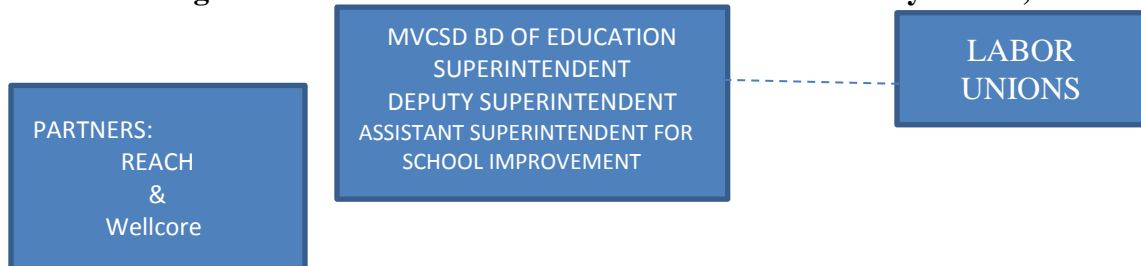 MVCSD BD OF EDUCATION
SUPERINTENDENT
DEPUTY SUPERINTENDENT
ASSISTANT SUPERINTENDENT FOR
SCHOOL IMPROVEMENT
LABOR
UNIONS
PARTNERS:
REACH
&
Wellcore